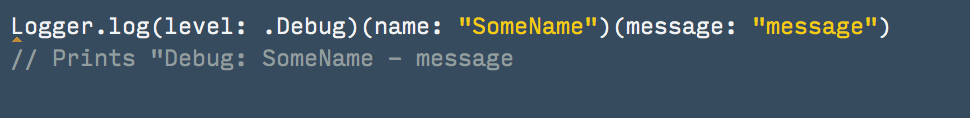 Logger.log(level: .Debug)(name: "SomeName")(message: "message")
// Prints "Debug: SomeName - message